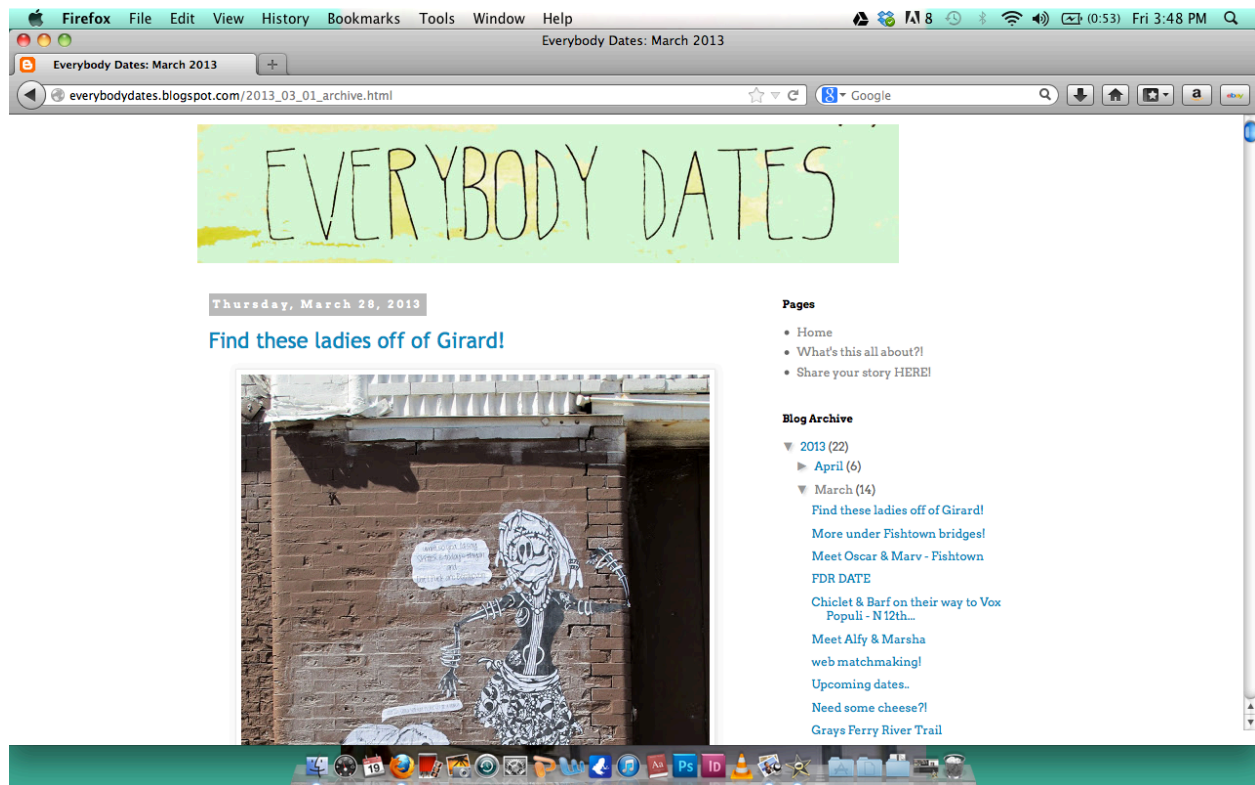 Firefox File Edit View History Bookmarks Tools Window Help 8 (0:53) Fri 3:48 PM
Everybody Dates: March 2013
Everybody Dates: March 2013
everybodydates.blogspot.com/2013_03_01_archive.html Google a ebay
EVERYBODY DATES
Thursday, March 28, 2013
Find these ladies off of Girard!
Pages
Home
What's this all about?!
Share your story HERE!
Blog Archive
2013 (22)
April (6)
March (14)
Find these ladies off of Girard!
More under Fishtown bridges!
Meet Oscar & Marv - Fishtown
FDR DATE
Chiclet & Barf on their way to Vox
Populi - N 12th...
Meet Alfy & Marsha
web matchmaking!
Upcoming dates..
Need some cheese?!
Grays Ferry River Trail
19 Aa Ps ID